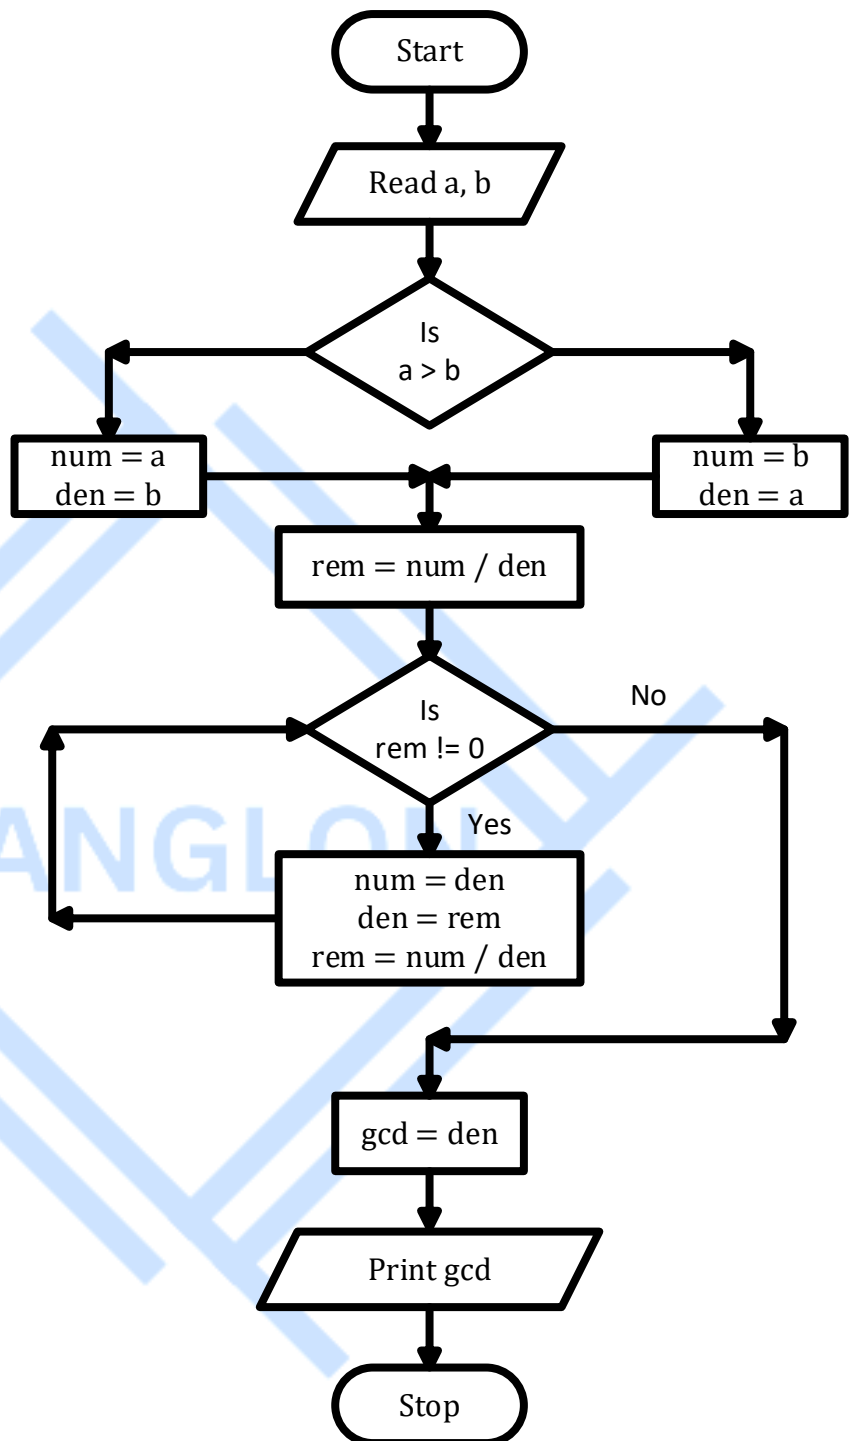 Start
Read a, b
Is
a > b
num = a
den = b
num = b
den = a
rem = num / den
Is
rem != 0
No
Yes
num = den
den = rem
rem = num / den
gcd = den
Print gcd
Stop
ANGLON